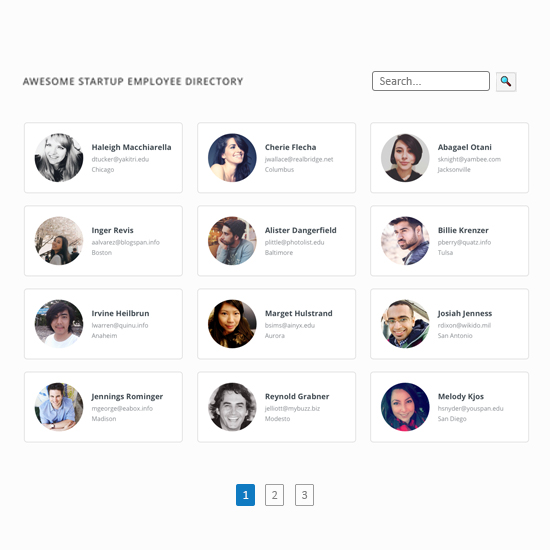 AWESOME STARTUP EMPLOYEE DIRECTORY
Search...
Haleigh Macchiarella
dtucker@yakitri.edu
Chicago
Cherie Flecha
jwallace@realbridge.net
Columbus
Abagael Otani
sknight@yambee.com
Jacksonville
Inger Revis
aalvarez@blogspan.info
Boston
Alister Dangerfield
plittle@photolist.edu
Baltimore
Billie Krenzer
pberry@quatz.info
Tulsa
Irvine Heilbrun
lwarren@quinu.info
Anaheim
Marget Hulstrand
bsims@ainyx.edu
Aurora
Josiah Jenness
rdixon@wikido.mil
San Antonio
Jennings Rominger
mgeorge@eabox.info
Madison
Reynold Grabner
jelliott@mybuzz.biz
Modesto
Melody Kjos
hsnyder@youspan.edu
San Diego
1 2 3